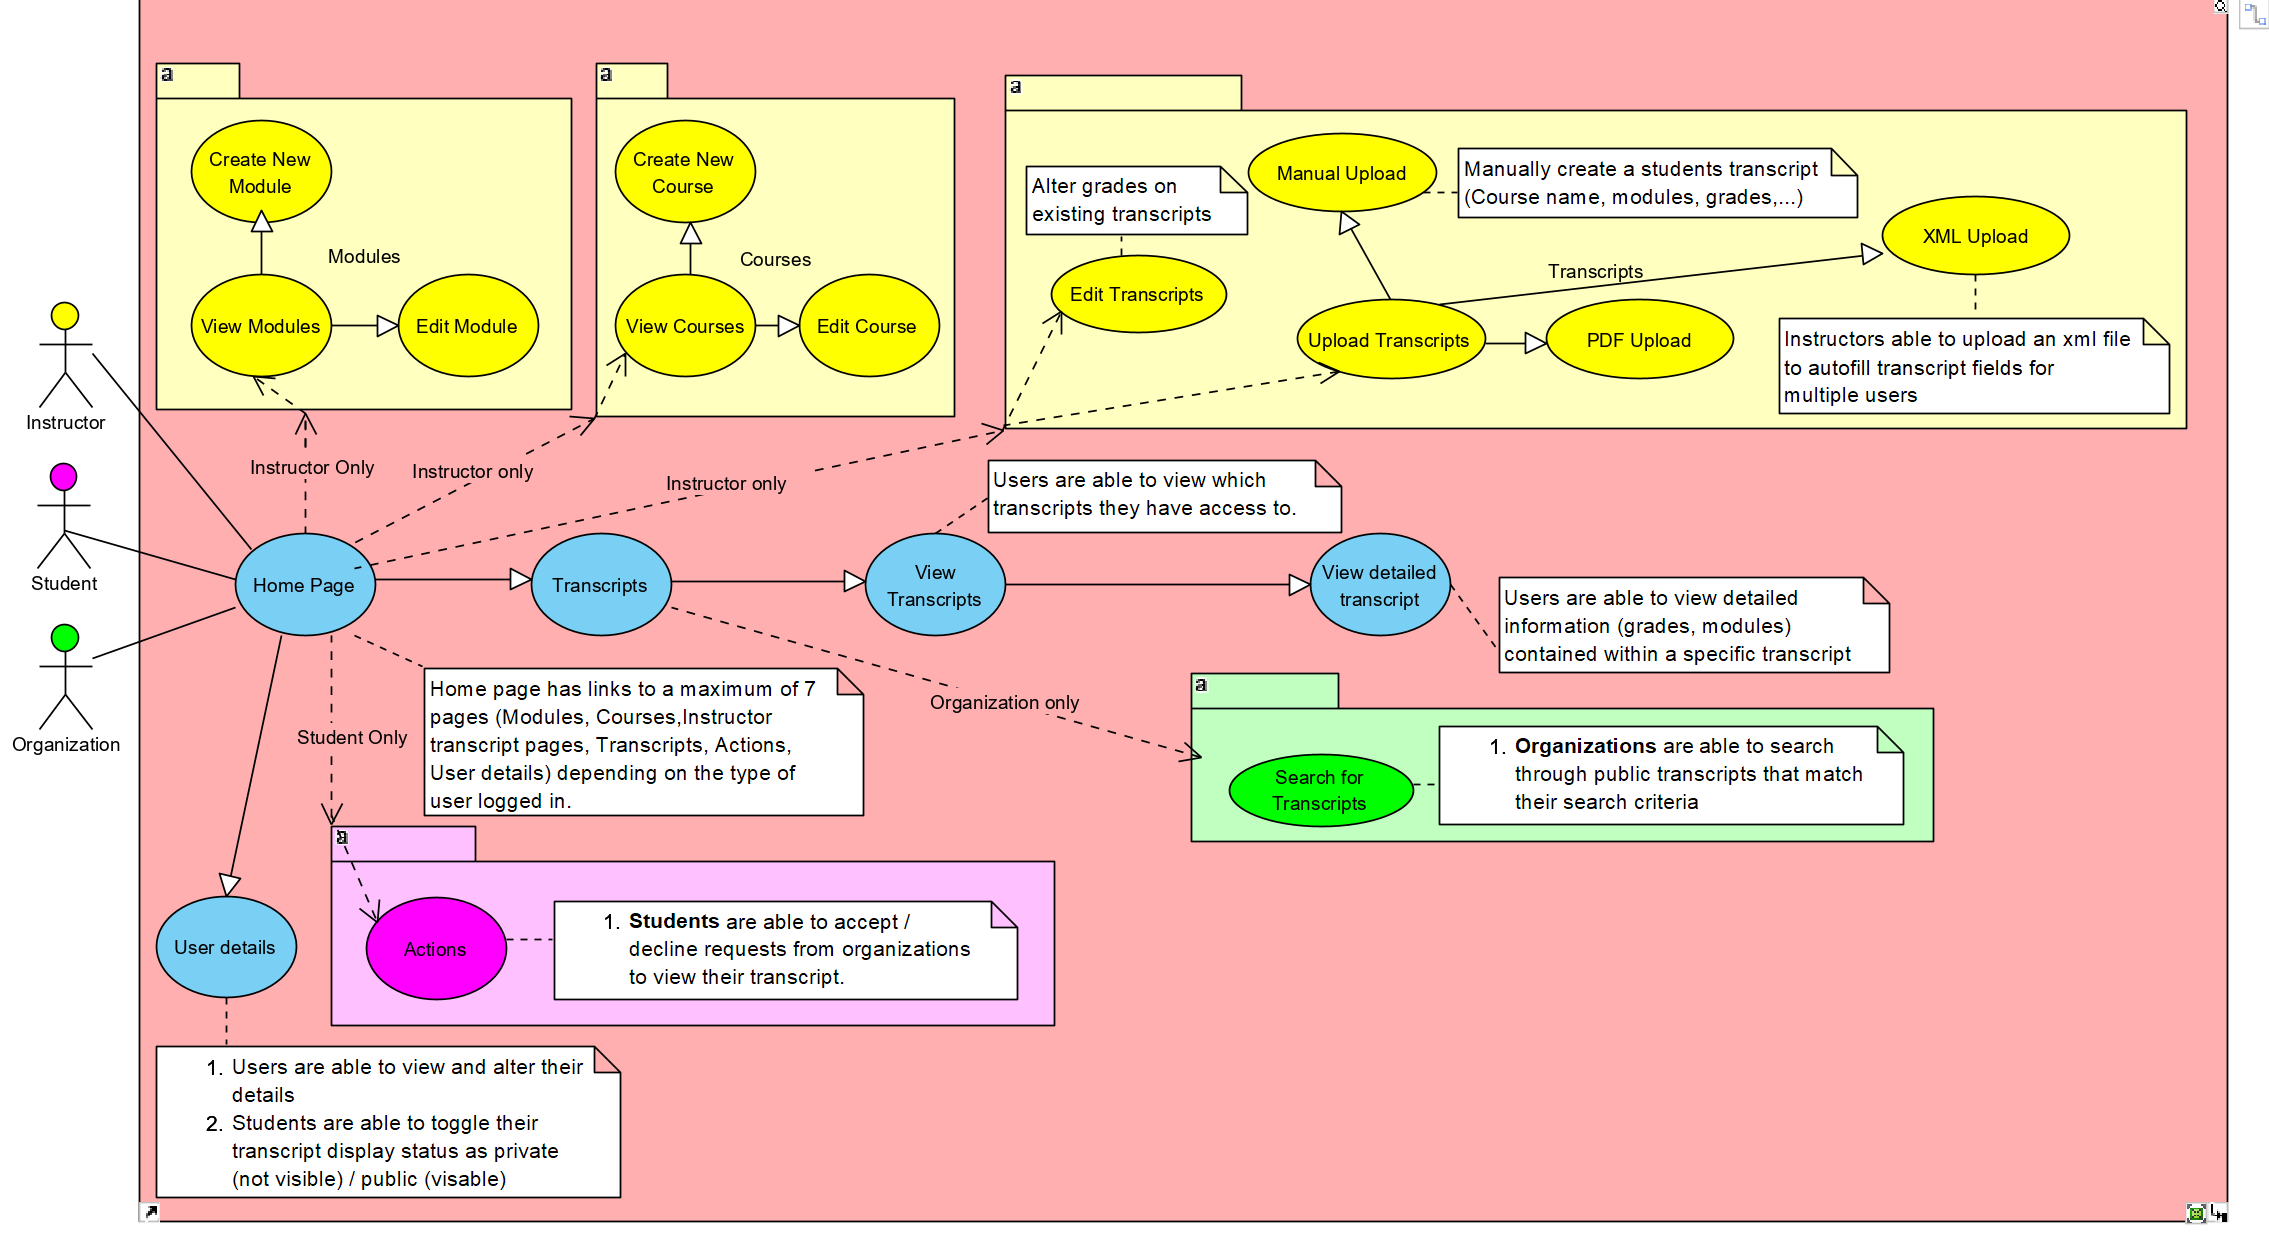 a
Create New
Module
Modules
View Modules
Edit Module
a
Create New
Course
Courses
View Courses
Edit Course
a
Alter grades on
existing transcripts
Manual Upload
Manually create a students transcript
(Course name, modules, grades,...)
XML Upload
Transcripts
Edit Transcripts
Upload Transcripts
PDF Upload
Instructors able to upload an xml file
to autofill transcript fields for
multiple users
Instructor
Student
Organization
Instructor Only
Instructor only
Instructor only
Users are able to view which
transcripts they have access to.
Home Page
Transcripts
View
Transcripts
View detailed
transcript
Users are able to view detailed
information (grades, modules)
contained within a specific transcript
Home page has links to a maximum of 7
pages (Modules, Courses,Instructor
transcript pages, Transcripts, Actions,
User details) depending on the type of
user logged in.
Student Only
Organization only
a
Search for
Transcripts
1. Organizations are able to search
through public transcripts that match
their search criteria
a
User details
Actions
1. Students are able to accept /
decline requests from organizations
to view their transcript.
1. Users are able to view and alter their
details
2. Students are able to toggle their
transcript display status as private
(not visible) / public (visable)